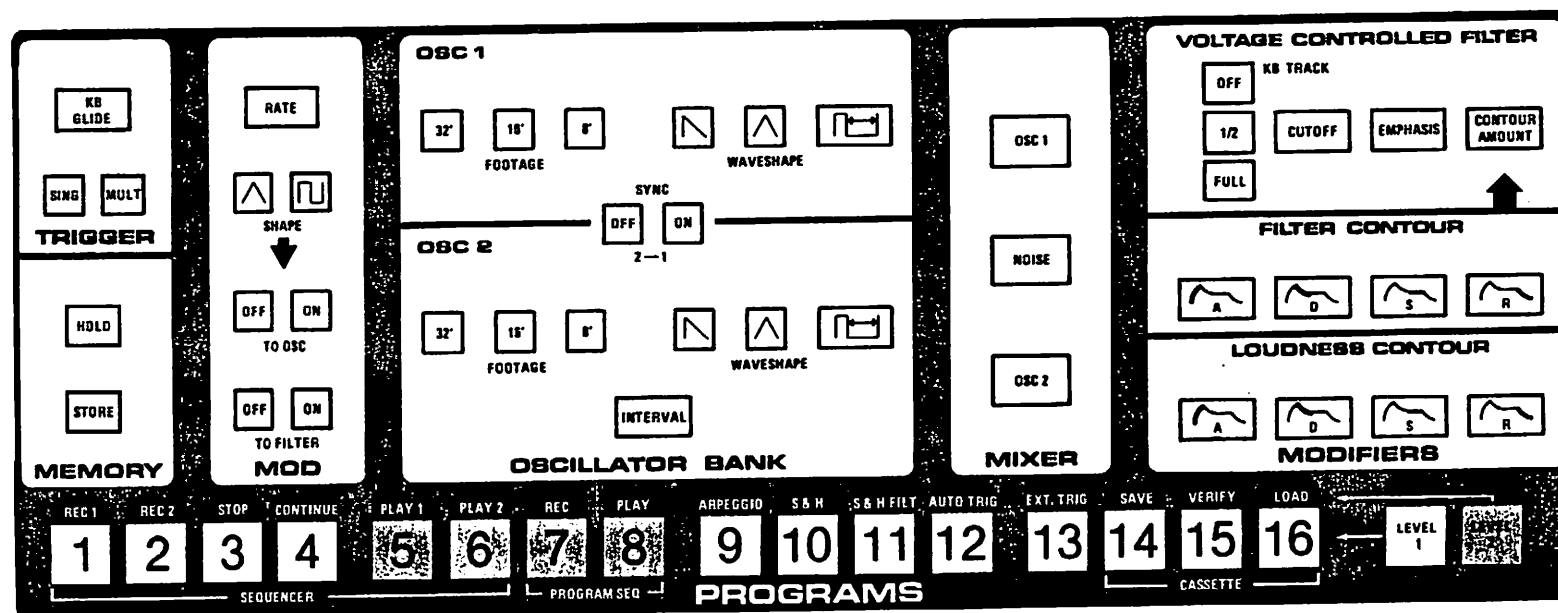 KB
GLIDE
SING MULT
TRIGGER
HOLD
STORE
MEMORY
RATE
SHAPE
OFF ON
TO OSC
OFF ON
TO FILTER
MOD
OSC 1
32' 16' 8'
FOOTAGE
WAVESHAPE
SYNC
OFF ON
2—1
OSC 2
32' 16' 8'
FOOTAGE
WAVESHAPE
INTERVAL
OSCILLATOR BANK
OSC 1
NOISE
OSC 2
MIXER
VOLTAGE CONTROLLED FILTER
KB TRACK
OFF
1/2
FULL
CUTOFF
EMPHASIS
CONTOUR
AMOUNT
FILTER CONTOUR
A D S R
LOUDNESS CONTOUR
A D S R
MODIFIERS
REC 1 REC 2 STOP CONTINUE PLAY 1 PLAY 2 REC PLAY ARPEGGIO S & H S & H FILT AUTO TRIG EXT. TRIG SAVE VERIFY LOAD
1 2 3 4 5 6 7 8 9 10 11 12 13 14 15 16
LEVEL
1
LEVEL
SEQUENCER PROGRAM SEQ PROGRAMS CASSETTE